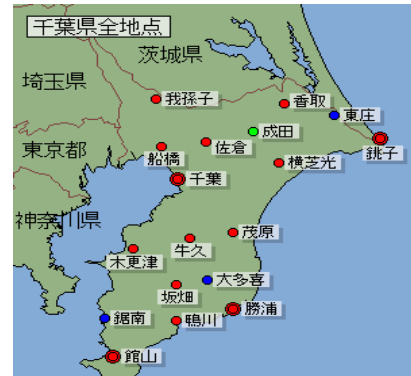 千葉県全地点
茨城県
埼玉県
我孫子
香取
東庄
成田
東京都
船橋
佐倉
横芝光
銚子
千葉
神奈川県
茂原
牛久
木更津
大多喜
坂畑
鋸南
鴨川
勝浦
館山